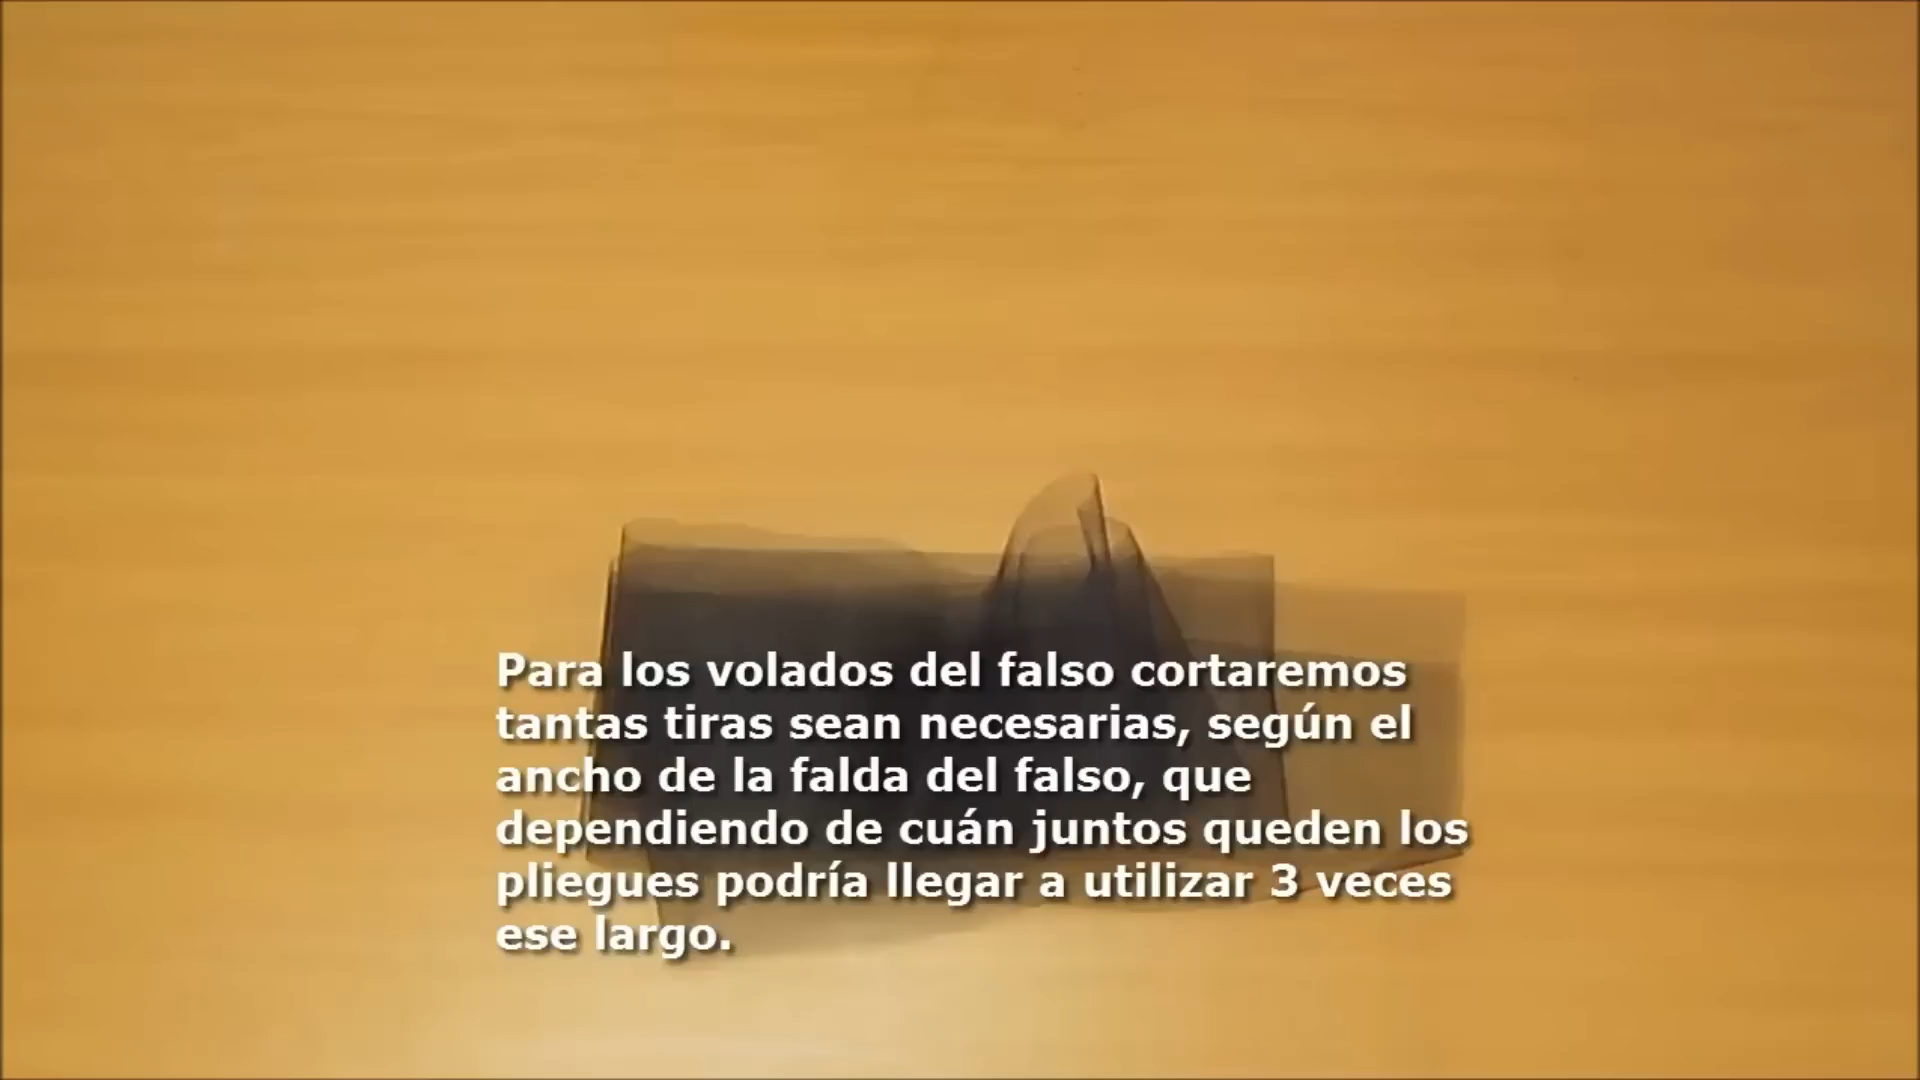 Para los volados del falso cortaremos
tantas tiras sean necesarias, según el
ancho de la falda del falso, que
dependiendo de cuán juntos queden los
pliegues podría llegar a utilizar 3 veces
ese largo.